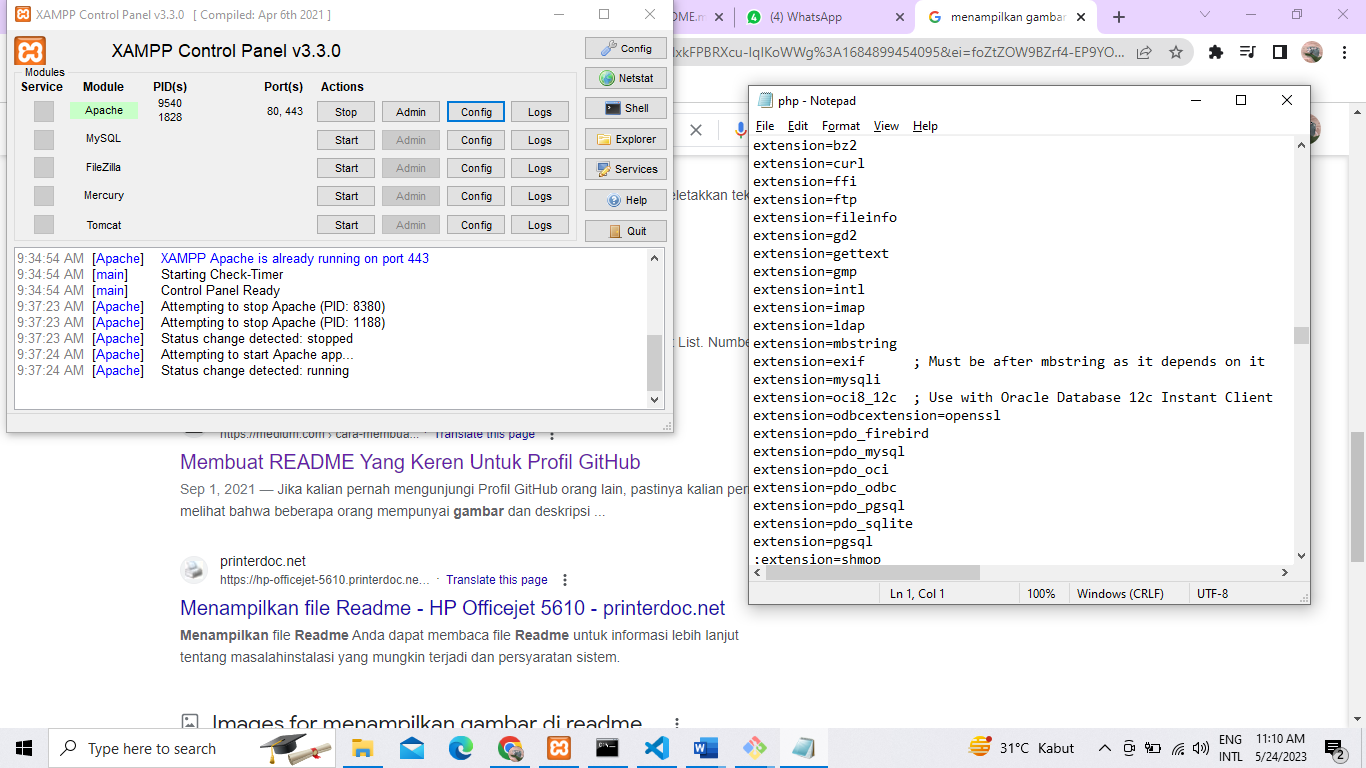 XAMPP Control Panel v3.3.0 [ Compiled: Apr 6th 2021 ]
XAMPP Control Panel v3.3.0
Modules
Service Module PID(s) Port(s) Actions
Apache 9540 1828 80, 443 Stop Admin Config Logs
MySQL Start Admin Config Logs
FileZilla Start Admin Config Logs
Mercury Start Admin Config Logs
Tomcat Start Admin Config Logs
Config
Netstat
Shell
Explorer
Services
Help
Quit
9:34:54 AM [Apache] XAMPP Apache is already running on port 443
9:34:54 AM [main] Starting Check-Timer
9:34:54 AM [main] Control Panel Ready
9:37:23 AM [Apache] Attempting to stop Apache (PID: 8380)
9:37:23 AM [Apache] Attempting to stop Apache (PID: 1188)
9:37:23 AM [Apache] Status change detected: stopped
9:37:24 AM [Apache] Attempting to start Apache app...
9:37:24 AM [Apache] Status change detected: running
OME.m (4) WhatsApp menampilkan gambar
IxkFPBRXcu-IqIKoWWg%3A1684899454095&ei=foZtZOW9BZrf4-EP9YO...
eletakkan tek
t List. Numbe
php - Notepad
File Edit Format View Help
extension=bz2
extension=curl
extension=ffi
extension=ftp
extension=fileinfo
extension=gd2
extension=gettext
extension=gmp
extension=intl
extension=imap
extension=ldap
extension=mbstring
extension=exif ; Must be after mbstring as it depends on it
extension=mysqli
extension=oci8_12c ; Use with Oracle Database 12c Instant Client
extension=odbcextension=openssl
extension=pdo_firebird
extension=pdo_mysql
extension=pdo_oci
extension=pdo_odbc
extension=pdo_pgsql
extension=pdo_sqlite
extension=pgsql
;extension=shmop
Ln 1, Col 1 100% Windows (CRLF) UTF-8
https://medium.com › cara-membua... · Translate this page
Membuat README Yang Keren Untuk Profil GitHub
Sep 1, 2021 — Jika kalian pernah mengunjungi Profil GitHub orang lain, pastinya kalian per
melihat bahwa beberapa orang mempunyai gambar dan deskripsi ...
printerdoc.net
https://hp-officejet-5610.printerdoc.ne... · Translate this page
Menampilkan file Readme - HP Officejet 5610 - printerdoc.net
Menampilkan file Readme Anda dapat membaca file Readme untuk informasi lebih lanjut
tentang masalahinstalasi yang mungkin terjadi dan persyaratan sistem.
Images for menampilkan gambar di readme
Type here to search
31°C Kabut
ENG
INTL
11:10 AM
5/24/2023
2